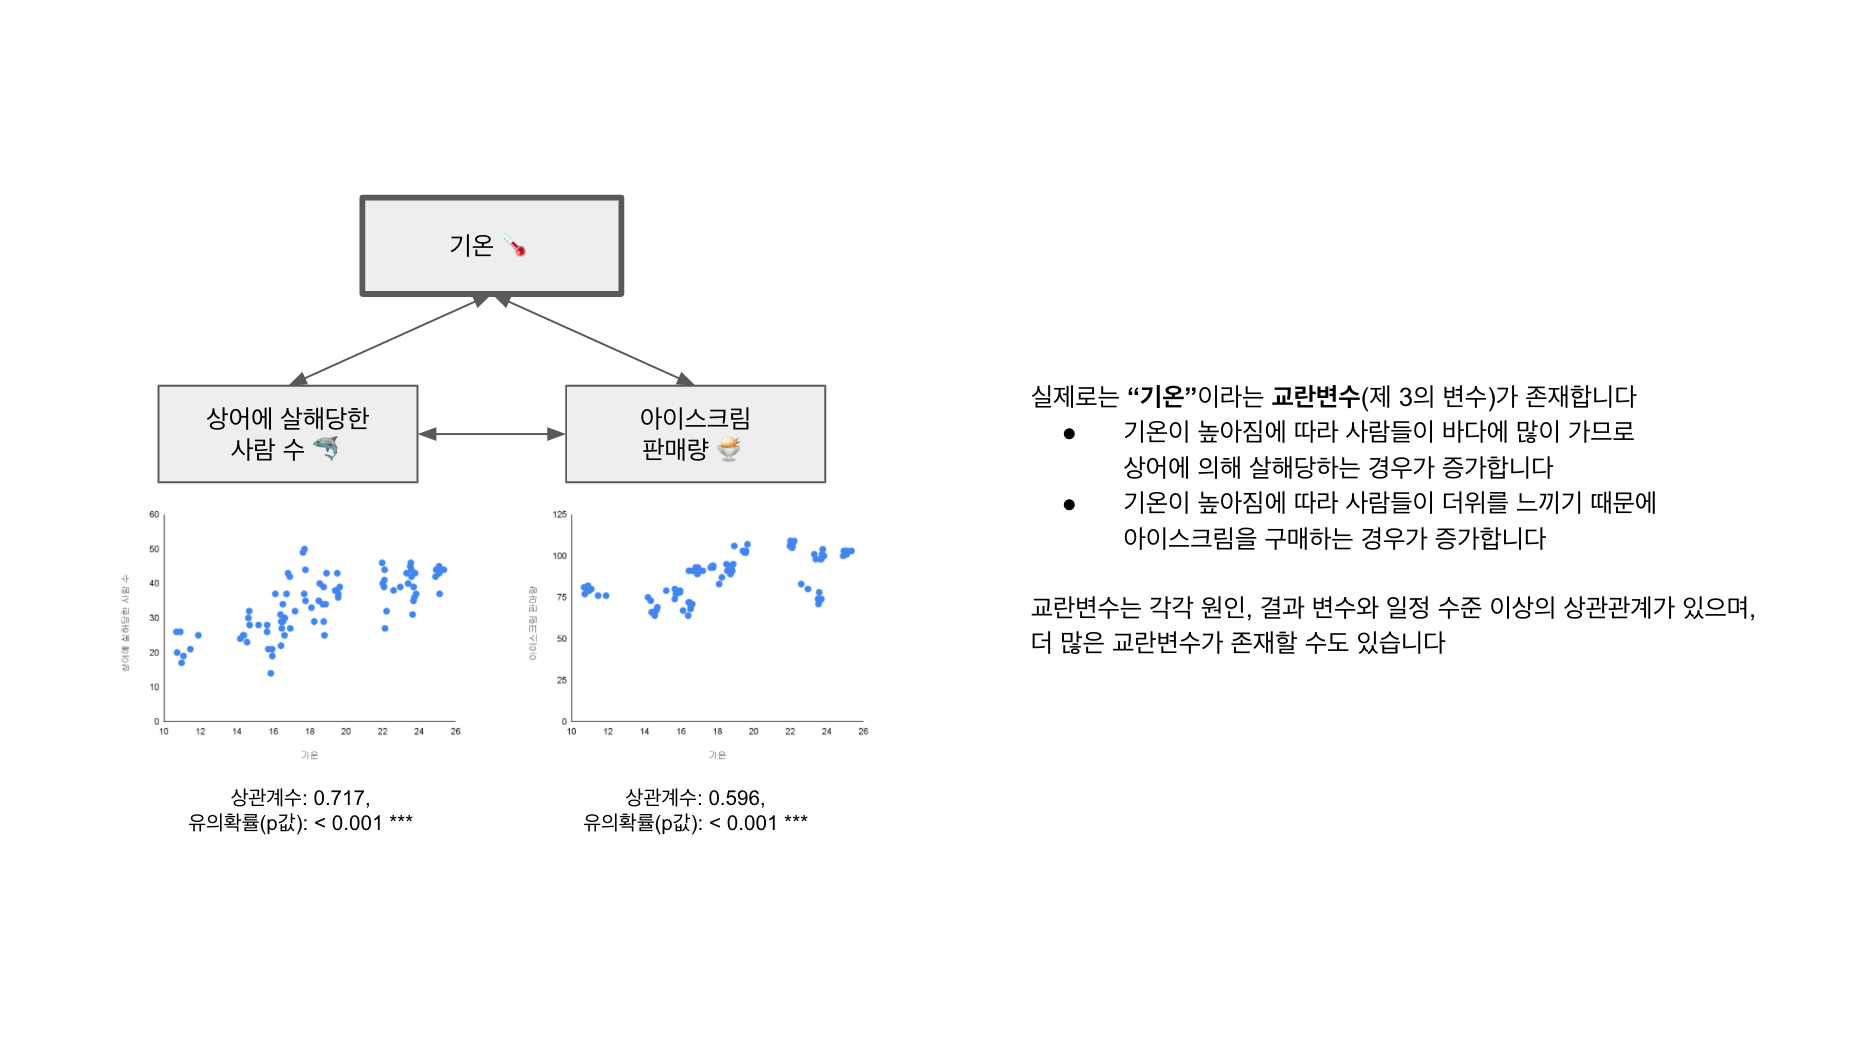 기온 🌡️
상어에 살해당한
사람 수 🦈
아이스크림
판매량 🍨
60
50
40
30
20
10
0
10 12 14 16 18 20 22 24 26
상어에 살해당한 사람 수
기온
125
100
75
50
25
0
10 12 14 16 18 20 22 24 26
아이스크림 판매량
기온
상관계수: 0.717,
유의확률(p값): < 0.001 ***
상관계수: 0.596,
유의확률(p값): < 0.001 ***
실제로는 “기온”이라는 교란변수(제 3의 변수)가 존재합니다
● 기온이 높아짐에 따라 사람들이 바다에 많이 가므로
상어에 의해 살해당하는 경우가 증가합니다
● 기온이 높아짐에 따라 사람들이 더위를 느끼기 때문에
아이스크림을 구매하는 경우가 증가합니다
교란변수는 각각 원인, 결과 변수와 일정 수준 이상의 상관관계가 있으며,
더 많은 교란변수가 존재할 수도 있습니다